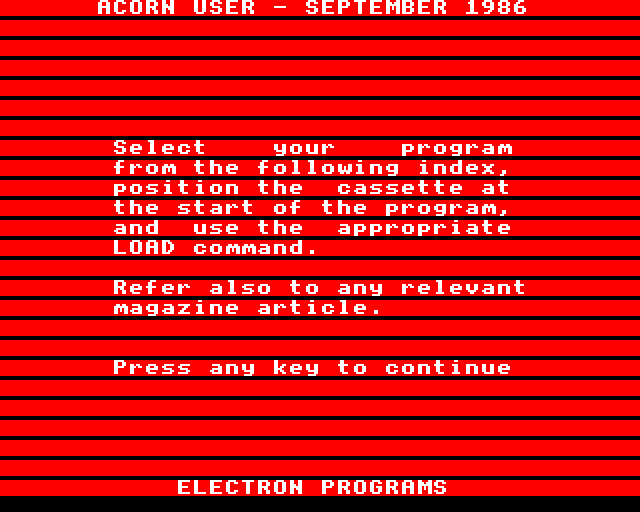 ACORN USER - SEPTEMBER 1986
Select your program
from the following index,
position the cassette at
the start of the program,
and use the appropriate
LOAD command.
Refer also to any relevant
magazine article.
Press any key to continue
ELECTRON PROGRAMS